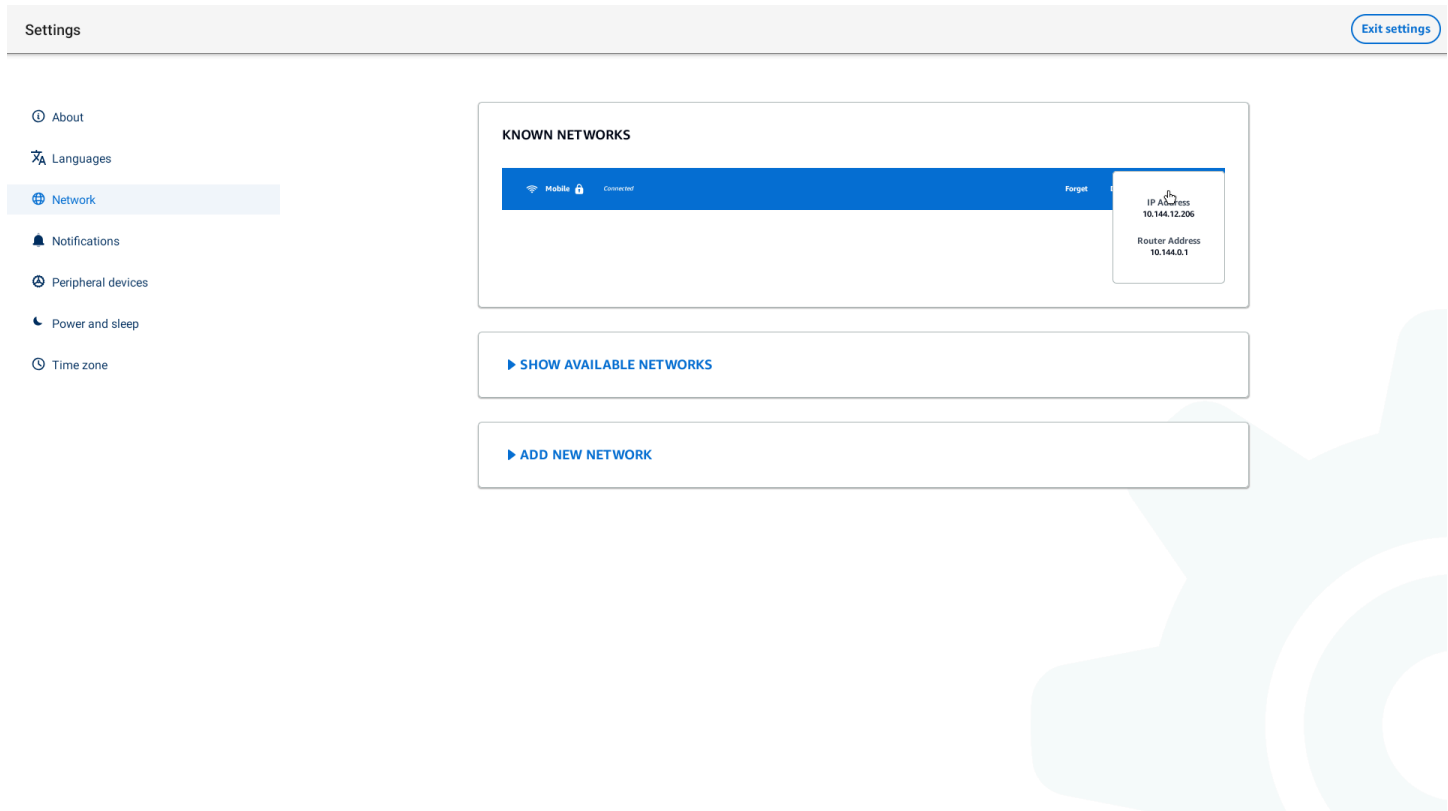 Settings
Exit settings
About
Languages
Network
Notifications
Peripheral devices
Power and sleep
Time zone
KNOWN NETWORKS
Mobile Connected Forget
IP Address
10.144.12.206
Router Address
10.144.0.1
SHOW AVAILABLE NETWORKS
ADD NEW NETWORK